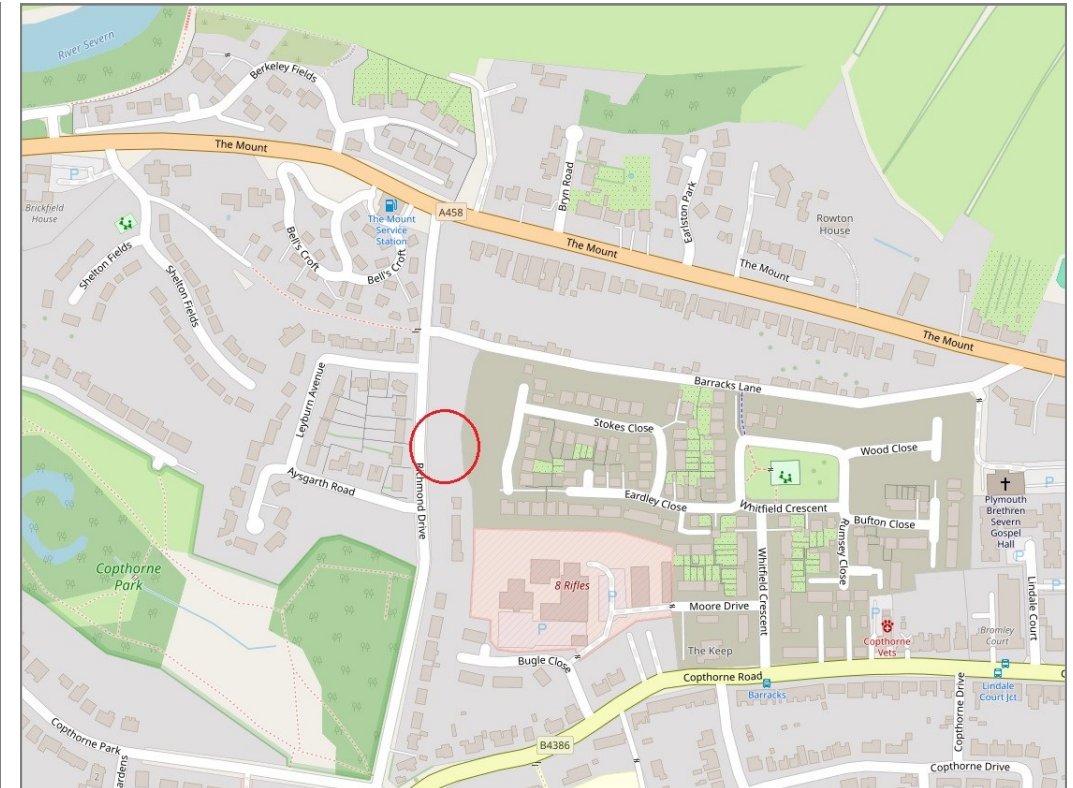 River Severn
Berkeley Fields
The Mount
P
Brickfield
House
Bryn Road
Earlston Park
Rowton
House
The Mount
Service
Station
A458
The Mount
The Mount
Bell's Croft
Bell's Croft
Shelton Fields
Shelton Fields
The Mount
Leyburn Avenue
Barracks Lane
Stokes Close
Wood Close
Aysgarth Road
Richmond Drive
Eardley Close
Whitfield Crescent
Bufton Close
Rumsey Close
Plymouth
Brethren
Severn
Gospel
Hall
P
Copthorne
Park
8 Rifles
P
P
Whitfield Crescent
Moore Drive
P
Lindale Court
P
Copthorne
Vets
Bromley
Court
The Keep
Bugle Close
Copthorne Road
C
Barracks
Lindale
Court Jct
Copthorne Park
ardens
2
B4386
Copthorne Drive
Copthorne Drive